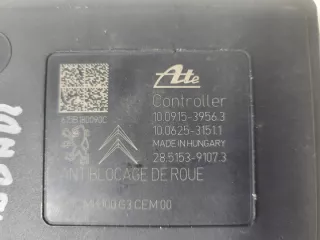 Ate
Controller
10.0915-3956.3
10.0625-3151.1
MADE IN HUNGARY
28.5153-9107.3
ANTIBLOCAGE DE ROUE